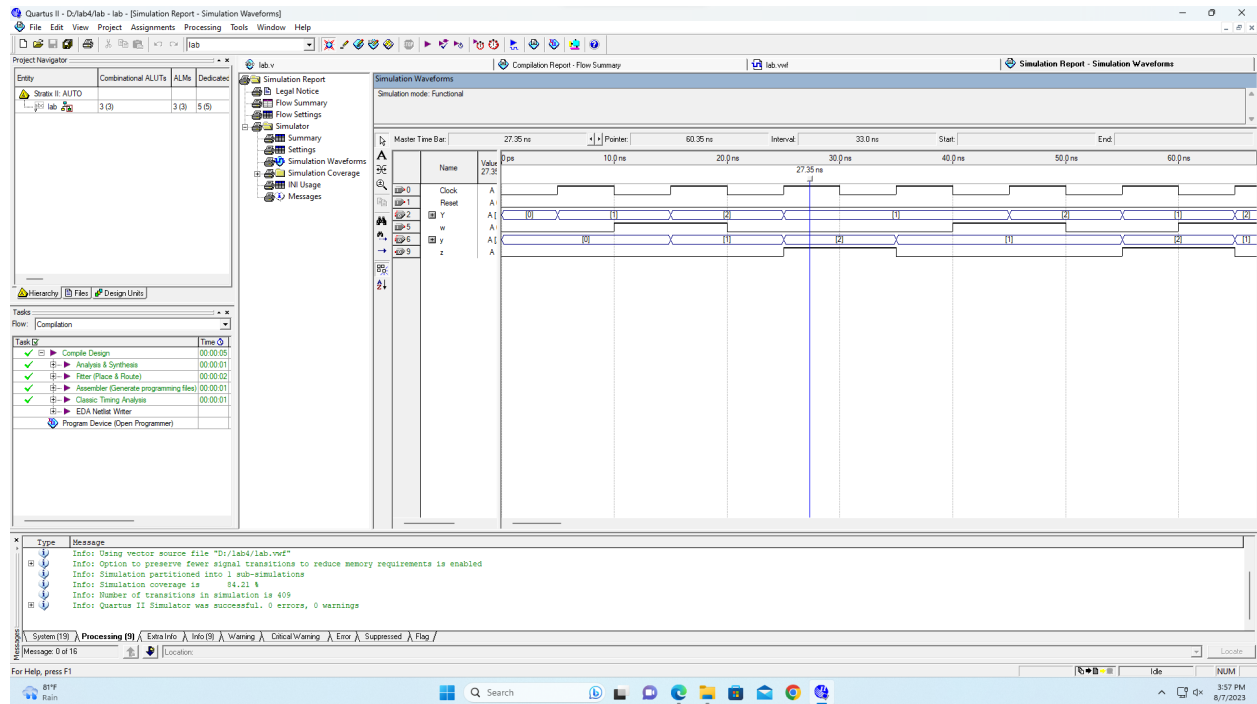 Quartus II - D:/lab4/lab - lab - [Simulation Report - Simulation Waveforms]
File Edit View Project Assignments Processing Tools Window Help
lab
Project Navigator
Entity Combinational ALUTs ALMs Dedicated
Stratix II: AUTO
lab 3 (3) 3 (3) 5 (5)
Hierarchy Files Design Units
Tasks
Flow: Compilation
Task Time
Compile Design 00:00:05
Analysis & Synthesis 00:00:01
Fitter (Place & Route) 00:00:02
Assembler (Generate programming files) 00:00:01
Classic Timing Analysis 00:00:01
EDA Netlist Writer
Program Device (Open Programmer)
lab.v Compilation Report - Flow Summary lab.vwf Simulation Report - Simulation Waveforms
Simulation Report
Legal Notice
Flow Summary
Flow Settings
Simulator
Summary
Settings
Simulation Waveforms
Simulation Coverage
INI Usage
Messages
Simulation Waveforms
Simulation mode: Functional
Master Time Bar: 27.35 ns Pointer: 60.35 ns Interval: 33.0 ns Start: End:
Name Value 27.35 0 ps 10.0 ns 20.0 ns 30.0 ns 40.0 ns 50.0 ns 60.0 ns
27.35 ns
0 Clock A
1 Reset A
2 Y A [ [0] [1] [2] [1] [2] [1] [2]
5 w A
6 y A [ [0] [1] [2] [1] [2] [1]
9 z A
Type Message
Info: Using vector source file "D:/lab4/lab.vwf"
Info: Option to preserve fewer signal transitions to reduce memory requirements is enabled
Info: Simulation partitioned into 1 sub-simulations
Info: Simulation coverage is 84.21 %
Info: Number of transitions in simulation is 409
Info: Quartus II Simulator was successful. 0 errors, 0 warnings
System (19) Processing (9) Extra Info Info (9) Warning Critical Warning Error Suppressed Flag
Messages
Message: 0 of 16 Location: Locate
For Help, press F1 Idle NUM
81°F
Rain
Search
3:57 PM
8/7/2023